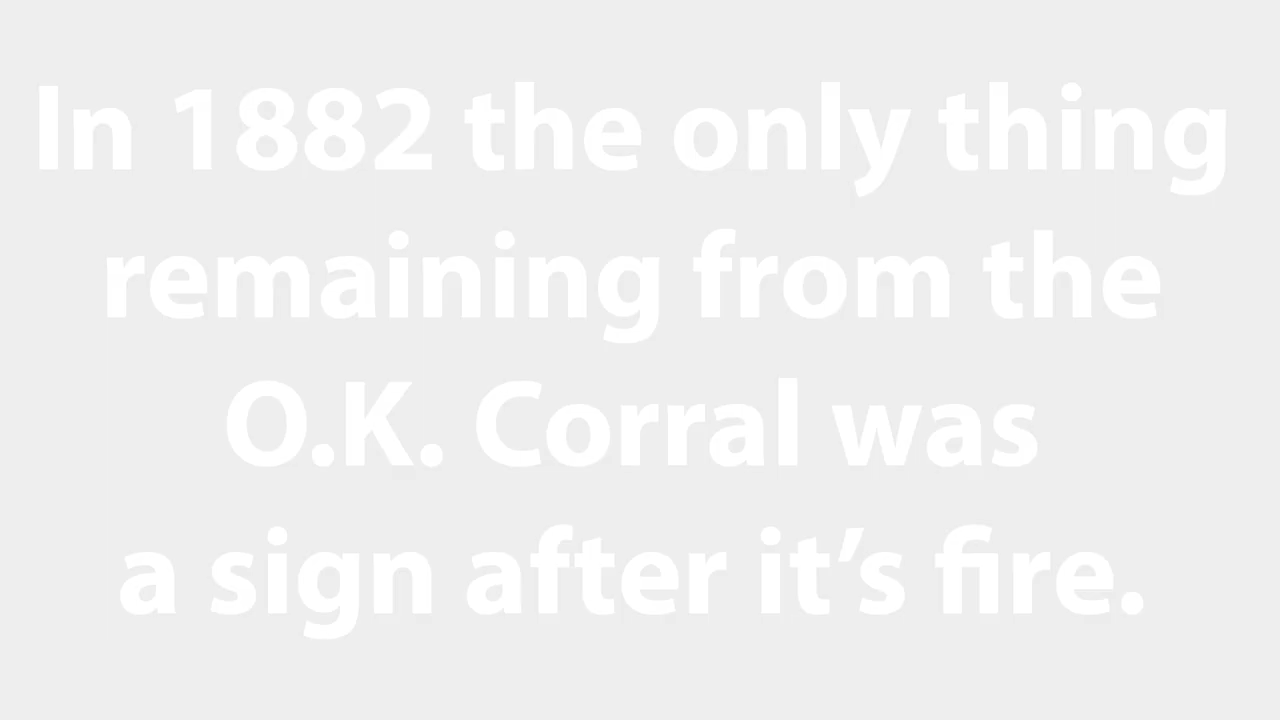 In 1882 the only thing
remaining from the
O.K. Corral was
a sign after it’s fire.